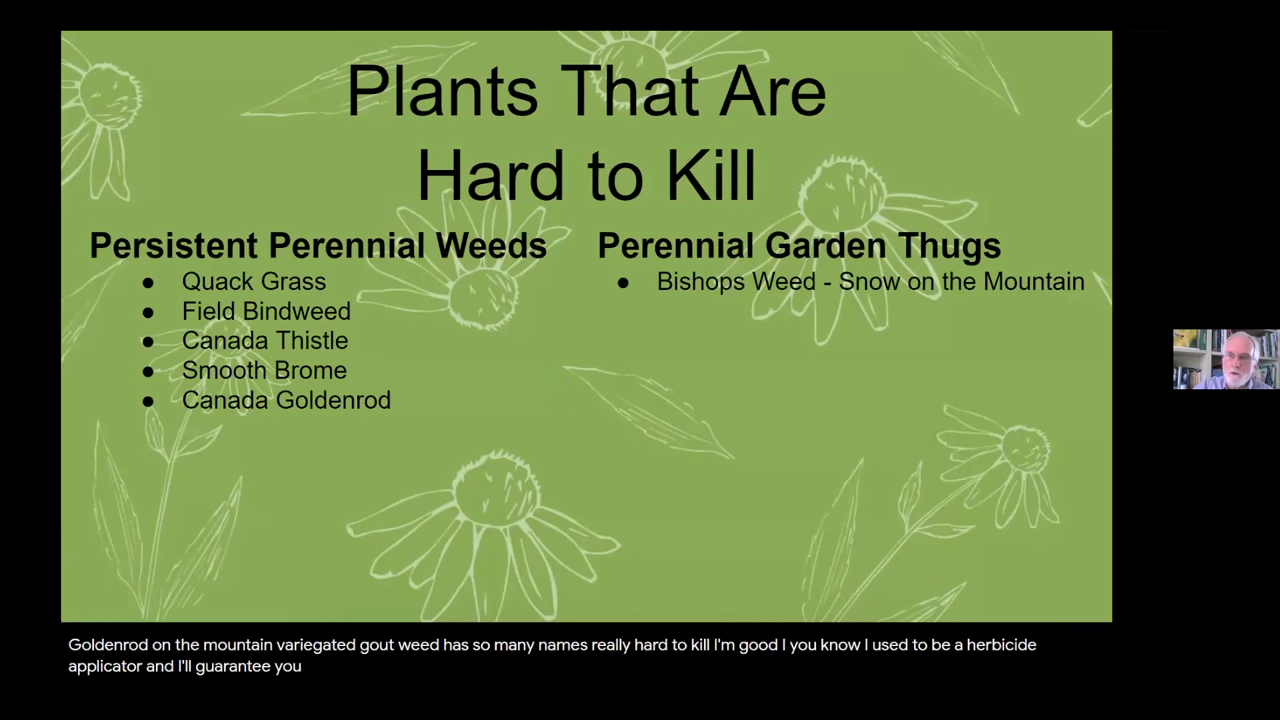 Plants That Are
Hard to Kill
Persistent Perennial Weeds
● Quack Grass
● Field Bindweed
● Canada Thistle
● Smooth Brome
● Canada Goldenrod
Perennial Garden Thugs
● Bishops Weed - Snow on the Mountain
Goldenrod on the mountain variegated gout weed has so many names really hard to kill I'm good I you know I used to be a herbicide
applicator and I'll guarantee you